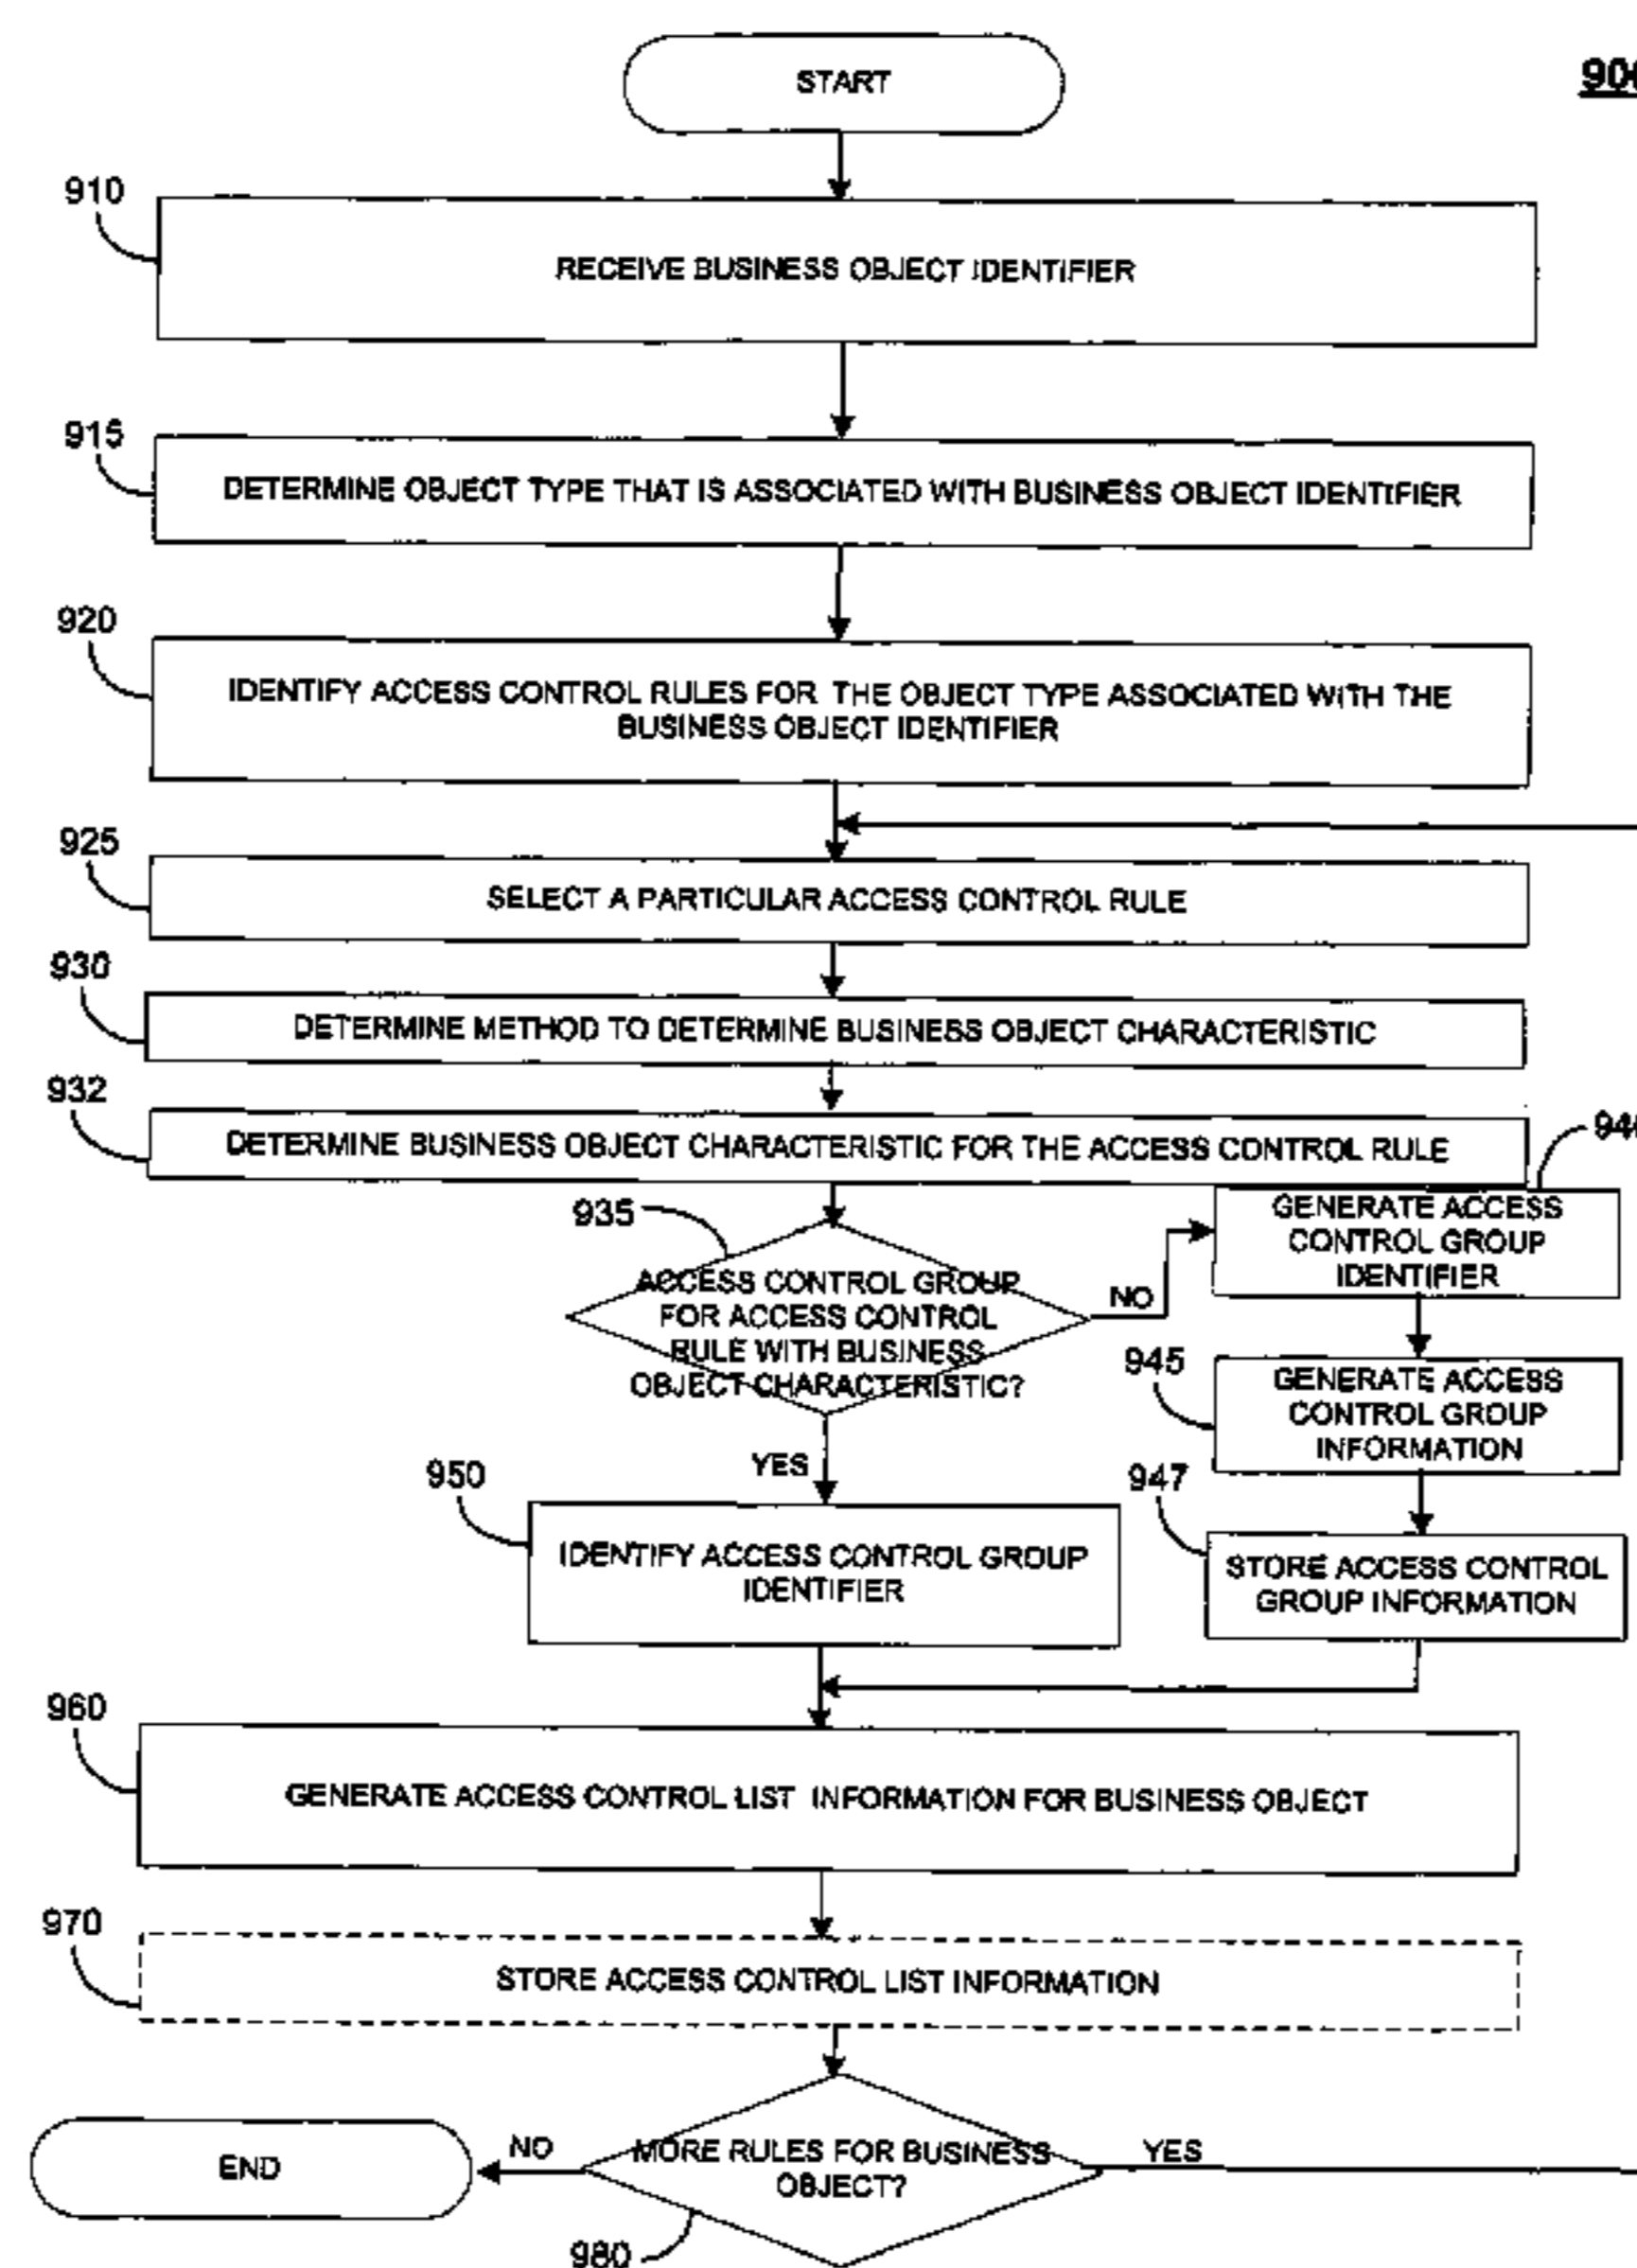 START
910
RECEIVE BUSINESS OBJECT IDENTIFIER
915
DETERMINE OBJECT TYPE THAT IS ASSOCIATED WITH BUSINESS OBJECT IDENTIFIER
920
IDENTIFY ACCESS CONTROL RULES FOR THE OBJECT TYPE ASSOCIATED WITH THE
BUSINESS OBJECT IDENTIFIER
925
SELECT A PARTICULAR ACCESS CONTROL RULE
930
DETERMINE METHOD TO DETERMINE BUSINESS OBJECT CHARACTERISTIC
932
DETERMINE BUSINESS OBJECT CHARACTERISTIC FOR THE ACCESS CONTROL RULE
935
ACCESS CONTROL GROUP
FOR ACCESS CONTROL
RULE WITH BUSINESS
OBJECT CHARACTERISTIC?
NO
GENERATE ACCESS
CONTROL GROUP
IDENTIFIER
945
GENERATE ACCESS
CONTROL GROUP
INFORMATION
947
STORE ACCESS CONTROL
GROUP INFORMATION
YES
950
IDENTIFY ACCESS CONTROL GROUP
IDENTIFIER
960
GENERATE ACCESS CONTROL LIST INFORMATION FOR BUSINESS OBJECT
970
STORE ACCESS CONTROL LIST INFORMATION
MORE RULES FOR BUSINESS
OBJECT?
YES
NO
END
980